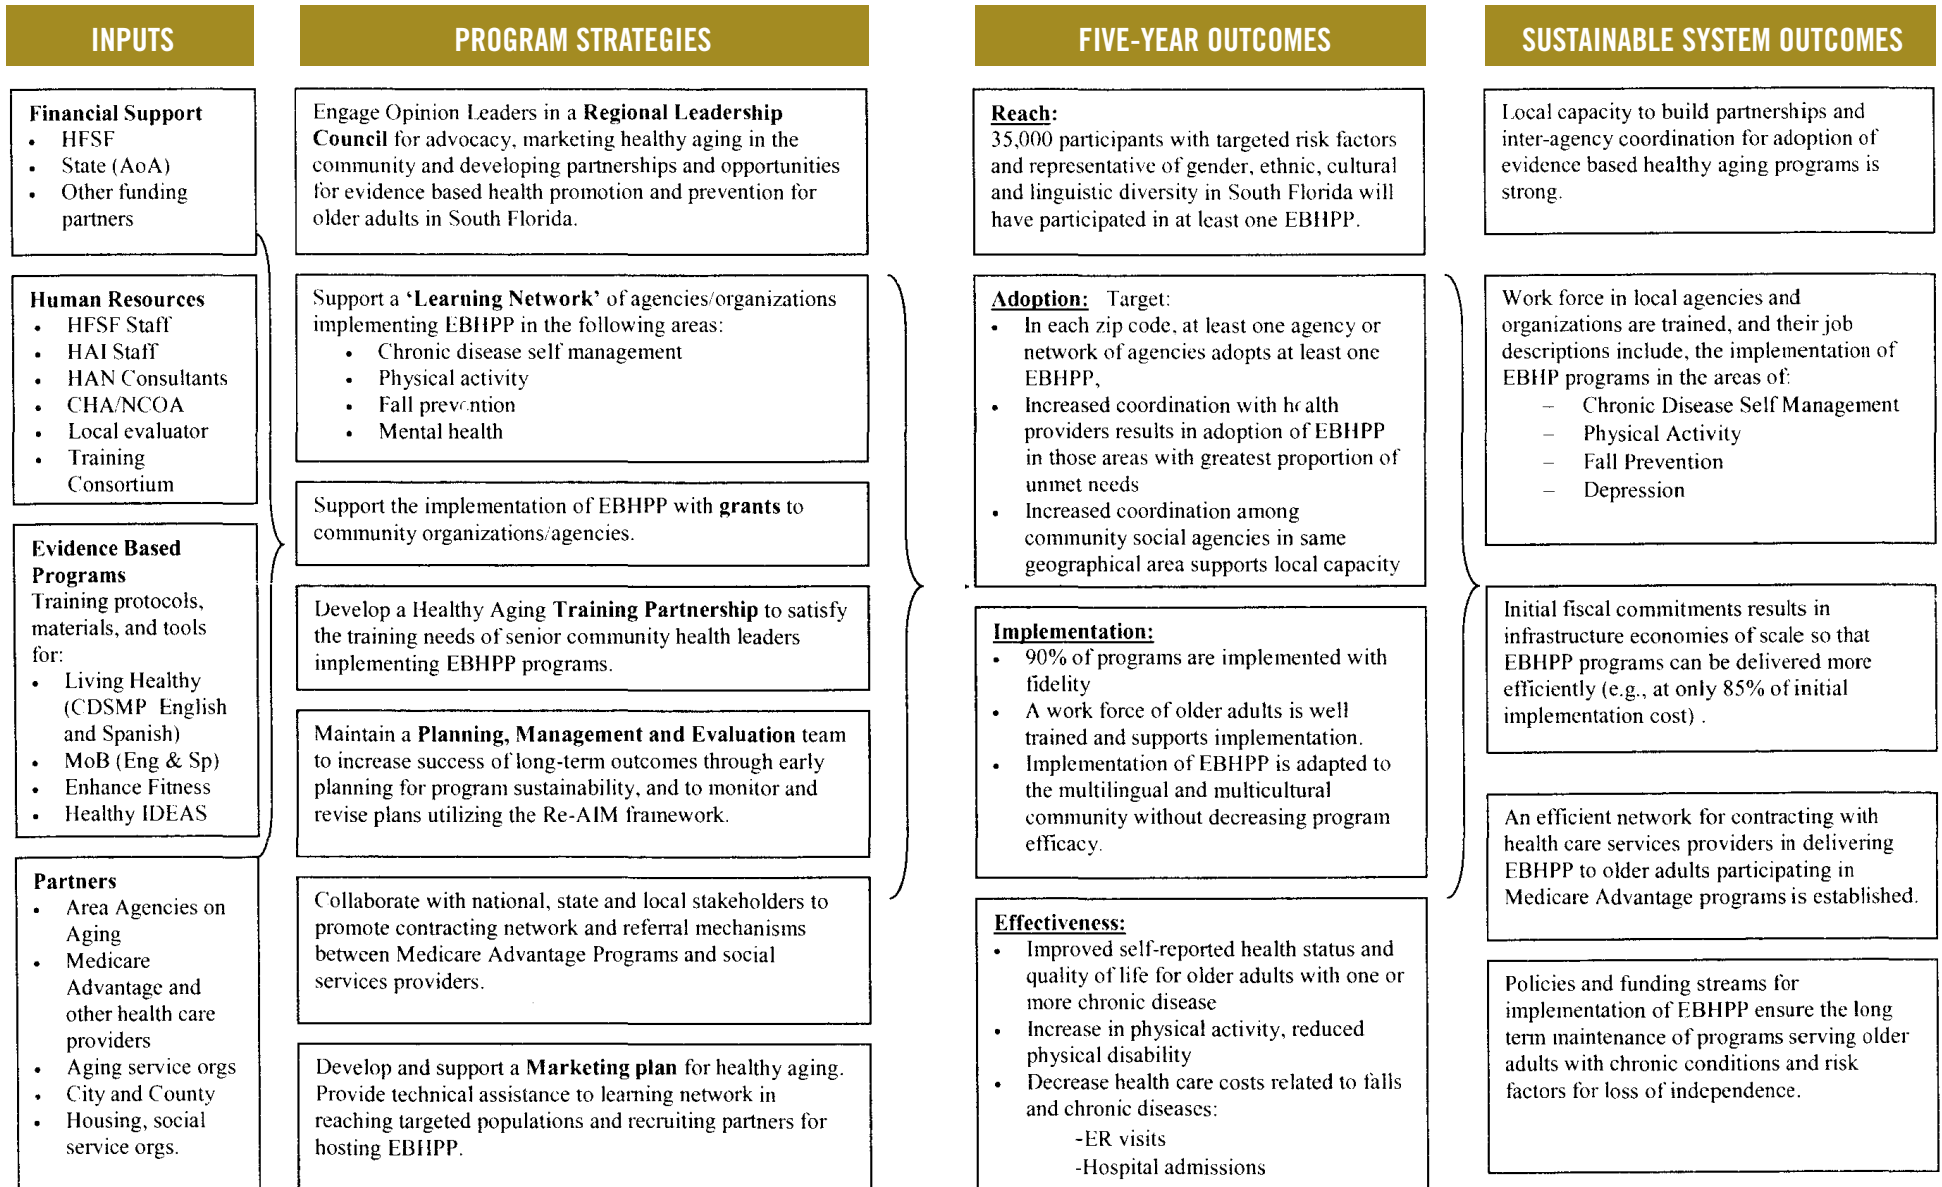 INPUTS
Financial Support
• HFSF
• State (AoA)
• Other funding
partners
Human Resources
• HFSF Staff
• HAI Staff
• HAN Consultants
• CHA/NCOA
• Local evaluator
• Training
Consortium
Evidence Based
Programs
Training protocols,
materials, and tools
for:
• Living Healthy
(CDSMP English
and Spanish)
• MoB (Eng & Sp)
• Enhance Fitness
• Healthy IDEAS
Partners
• Area Agencies on
Aging
• Medicare
Advantage and
other health care
providers
• Aging service orgs
• City and County
• Housing, social
service orgs.
PROGRAM STRATEGIES
Engage Opinion Leaders in a Regional Leadership
Council for advocacy, marketing healthy aging in the
community and developing partnerships and opportunities
for evidence based health promotion and prevention for
older adults in South Florida.
Support a ‘Learning Network’ of agencies/organizations
implementing EBHPP in the following areas:
• Chronic disease self management
• Physical activity
• Fall prevention
• Mental health
Support the implementation of EBHPP with grants to
community organizations/agencies.
Develop a Healthy Aging Training Partnership to satisfy
the training needs of senior community health leaders
implementing EBHPP programs.
Maintain a Planning, Management and Evaluation team
to increase success of long-term outcomes through early
planning for program sustainability, and to monitor and
revise plans utilizing the Re-AIM framework.
Collaborate with national, state and local stakeholders to
promote contracting network and referral mechanisms
between Medicare Advantage Programs and social
services providers.
Develop and support a Marketing plan for healthy aging.
Provide technical assistance to learning network in
reaching targeted populations and recruiting partners for
hosting EBHPP.
FIVE-YEAR OUTCOMES
Reach:
35,000 participants with targeted risk factors
and representative of gender, ethnic, cultural
and linguistic diversity in South Florida will
have participated in at least one EBHPP.
Adoption: Target:
• In each zip code, at least one agency or
network of agencies adopts at least one
EBHPP,
• Increased coordination with health
providers results in adoption of EBHPP
in those areas with greatest proportion of
unmet needs
• Increased coordination among
community social agencies in same
geographical area supports local capacity
Implementation:
• 90% of programs are implemented with
fidelity
• A work force of older adults is well
trained and supports implementation.
• Implementation of EBHPP is adapted to
the multilingual and multicultural
community without decreasing program
efficacy.
Effectiveness:
• Improved self-reported health status and
quality of life for older adults with one or
more chronic disease
• Increase in physical activity, reduced
physical disability
• Decrease health care costs related to falls
and chronic diseases:
-ER visits
-Hospital admissions
SUSTAINABLE SYSTEM OUTCOMES
Local capacity to build partnerships and
inter-agency coordination for adoption of
evidence based healthy aging programs is
strong.
Work force in local agencies and
organizations are trained, and their job
descriptions include, the implementation of
EBHP programs in the areas of:
– Chronic Disease Self Management
– Physical Activity
– Fall Prevention
– Depression
Initial fiscal commitments results in
infrastructure economies of scale so that
EBHPP programs can be delivered more
efficiently (e.g., at only 85% of initial
implementation cost) .
An efficient network for contracting with
health care services providers in delivering
EBHPP to older adults participating in
Medicare Advantage programs is established.
Policies and funding streams for
implementation of EBHPP ensure the long
term maintenance of programs serving older
adults with chronic conditions and risk
factors for loss of independence.